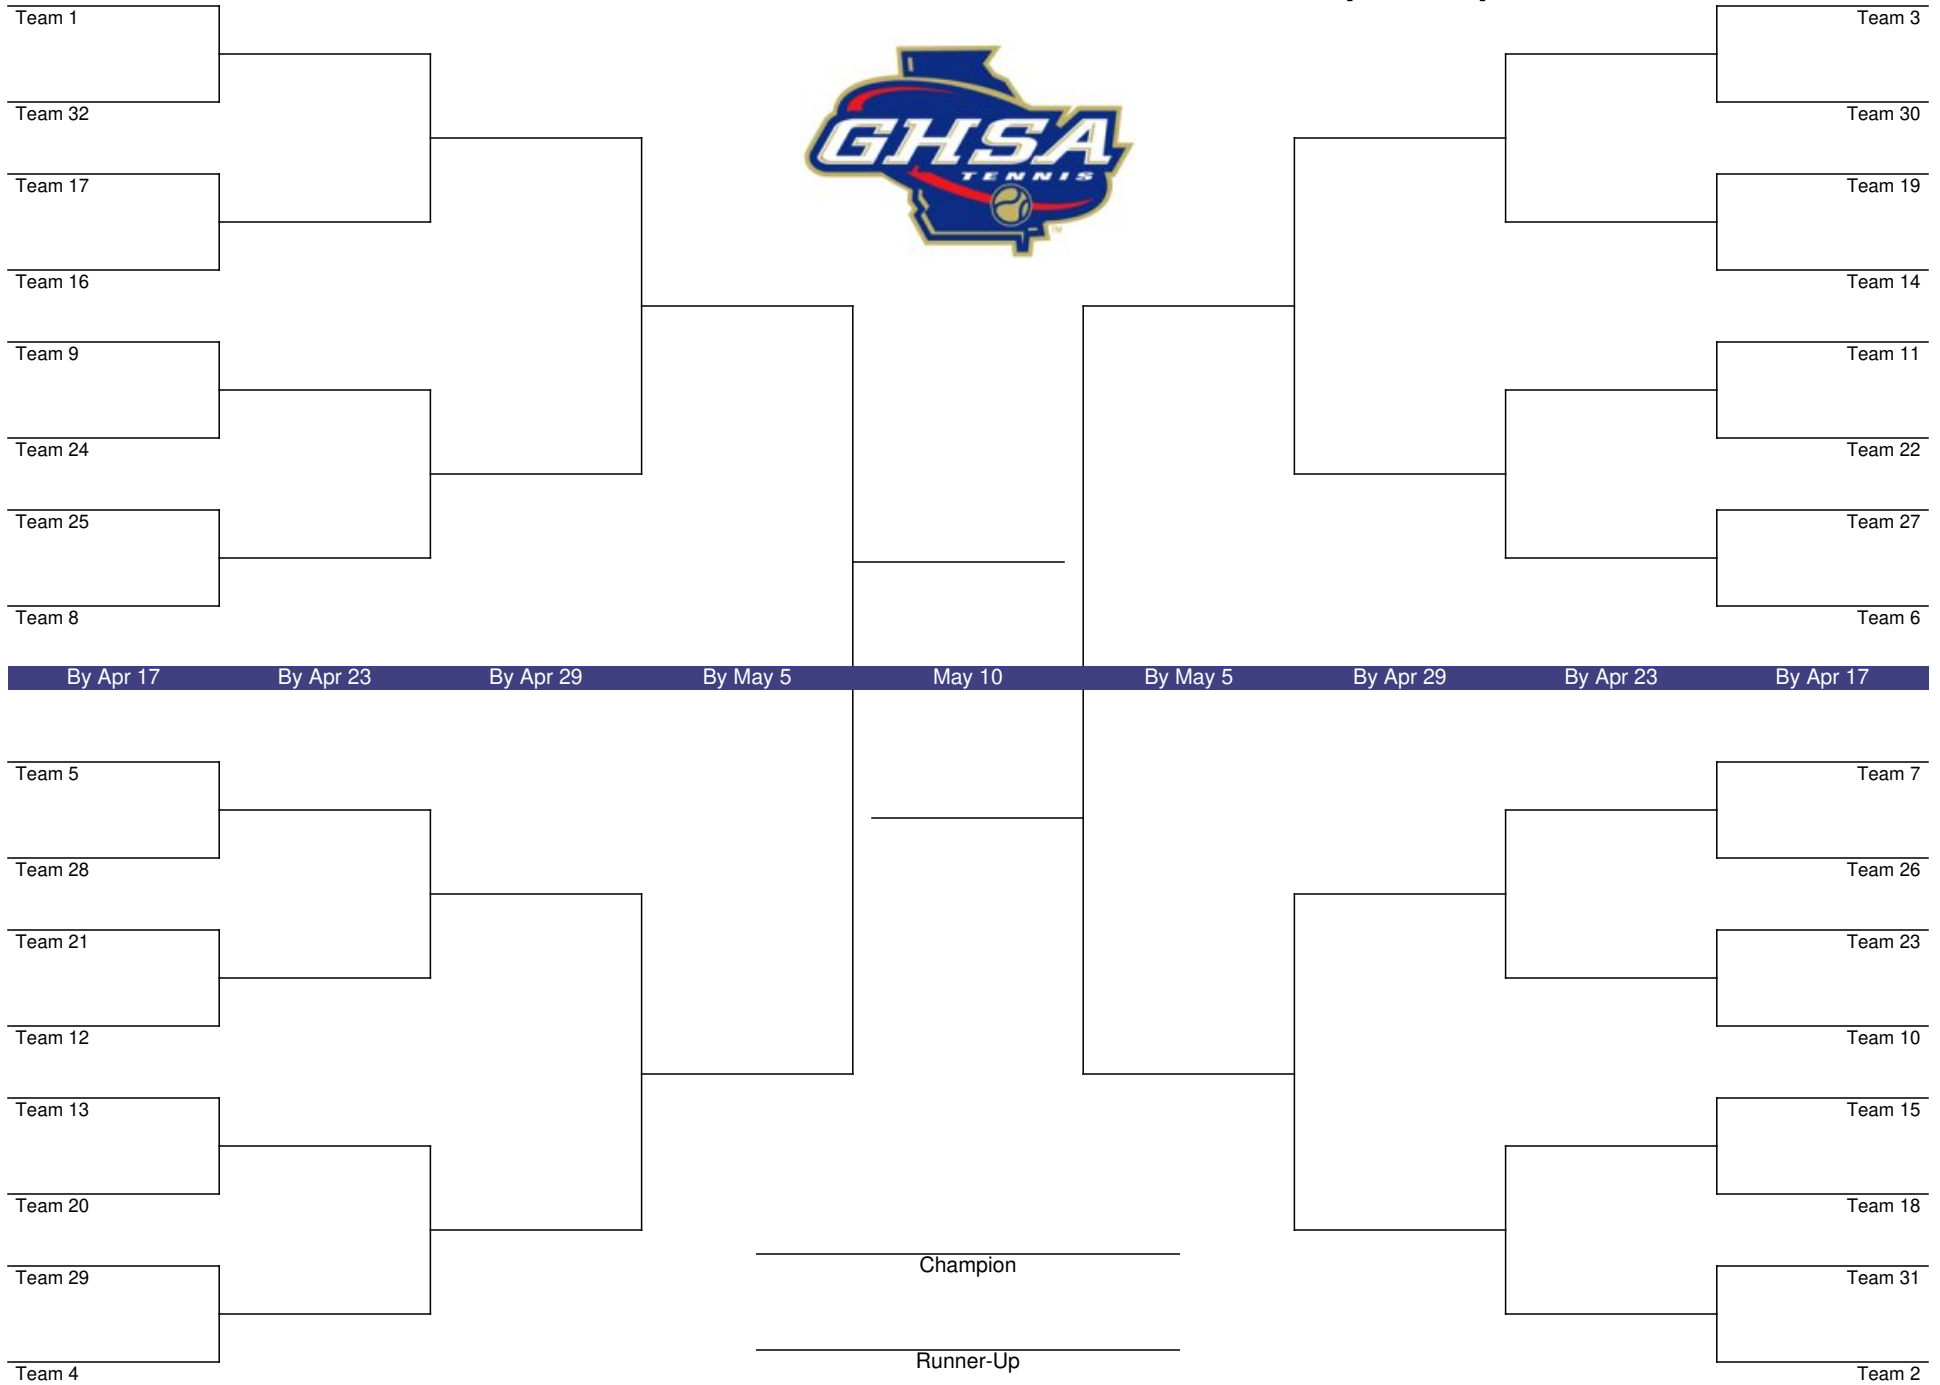 Team 1
Team 32
Team 17
Team 16
Team 9
Team 24
Team 25
Team 8
GHSA
TENNIS
TM
Team 3
Team 30
Team 19
Team 14
Team 11
Team 22
Team 27
Team 6
By Apr 17 By Apr 23 By Apr 29 By May 5 May 10 By May 5 By Apr 29 By Apr 23 By Apr 17
Team 5
Team 28
Team 21
Team 12
Team 13
Team 20
Team 29
Team 4
Champion
Runner-Up
Team 7
Team 26
Team 23
Team 10
Team 15
Team 18
Team 31
Team 2